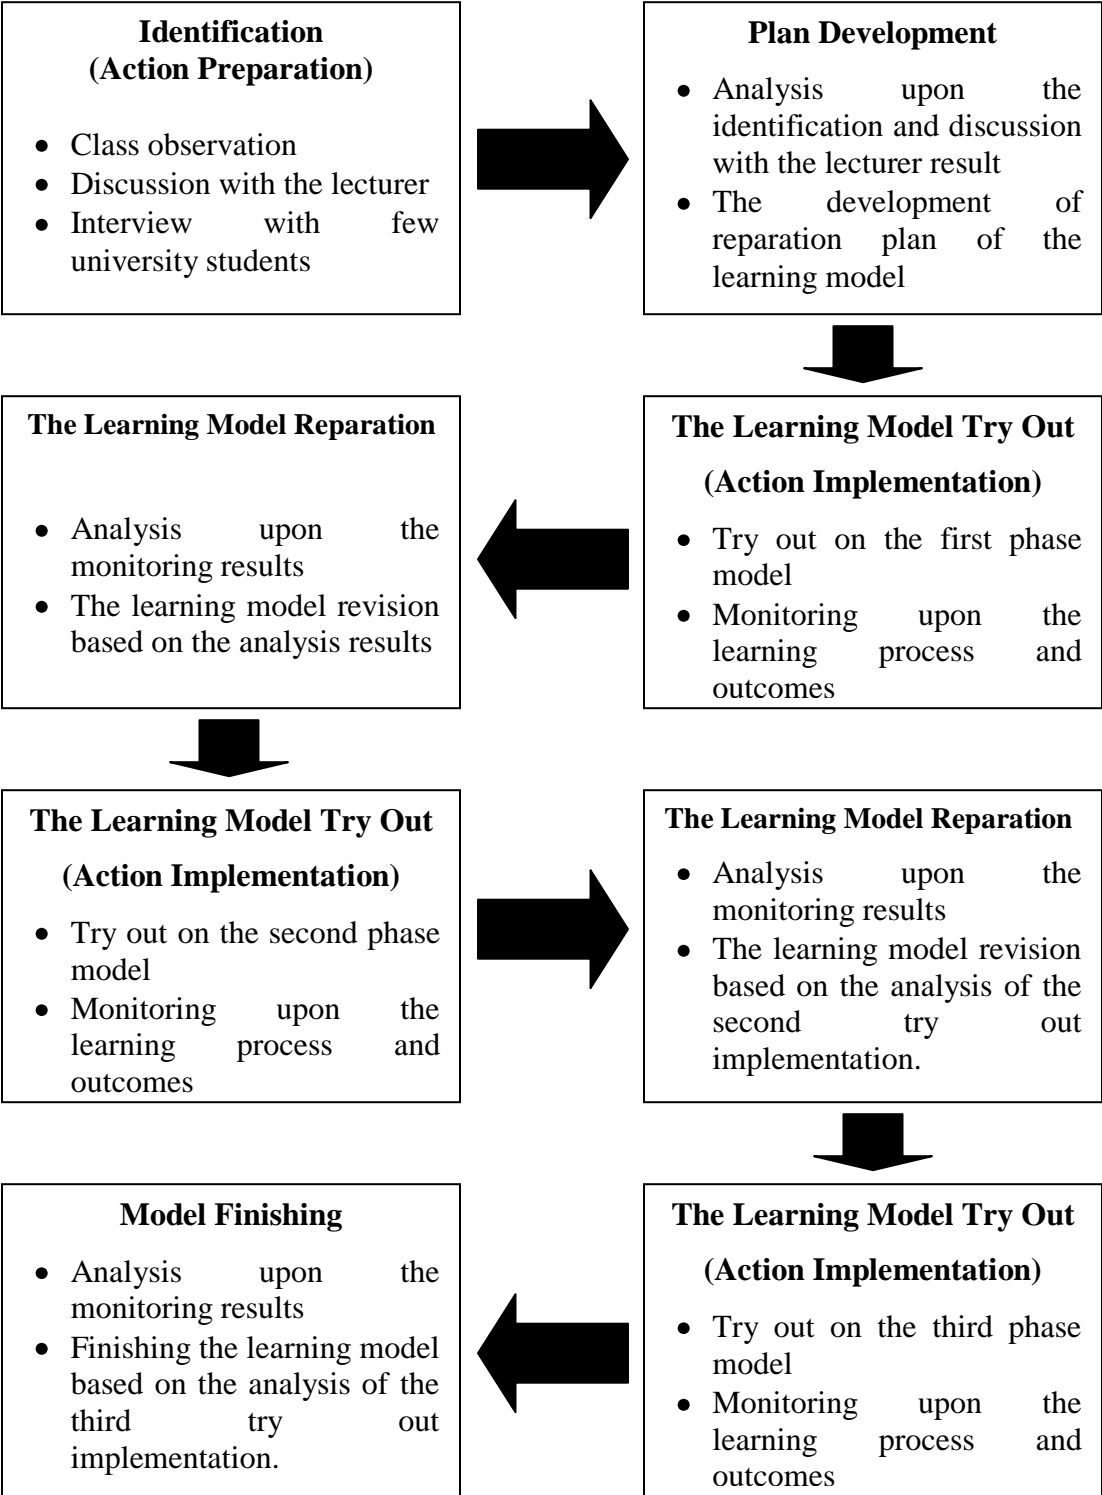 Identification
(Action Preparation)
• Class observation
• Discussion with the lecturer
• Interview with few
university students
Plan Development
• Analysis upon the
identification and discussion
with the lecturer result
• The development of
reparation plan of the
learning model
The Learning Model Try Out
(Action Implementation)
• Try out on the first phase
model
• Monitoring upon the
learning process and
outcomes
The Learning Model Reparation
• Analysis upon the
monitoring results
• The learning model revision
based on the analysis results
The Learning Model Try Out
(Action Implementation)
• Try out on the second phase
model
• Monitoring upon the
learning process and
outcomes
The Learning Model Reparation
• Analysis upon the
monitoring results
• The learning model revision
based on the analysis of the
second try out
implementation.
The Learning Model Try Out
(Action Implementation)
• Try out on the third phase
model
• Monitoring upon the
learning process and
outcomes
Model Finishing
• Analysis upon the
monitoring results
• Finishing the learning model
based on the analysis of the
third try out
implementation.